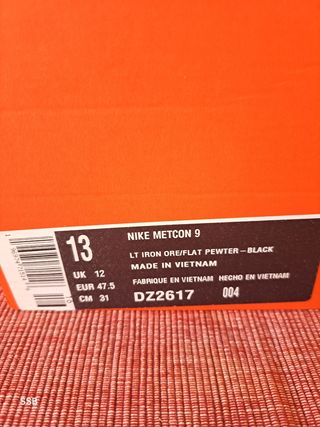 13
NIKE METCON 9
LT IRON ORE/FLAT PEWTER-BLACK
UK 12
MADE IN VIETNAM
EUR 47.5
FABRIQUE EN VIETNAM HECHO EN VIETNAM
CM 31
DZ2617 004
SSB